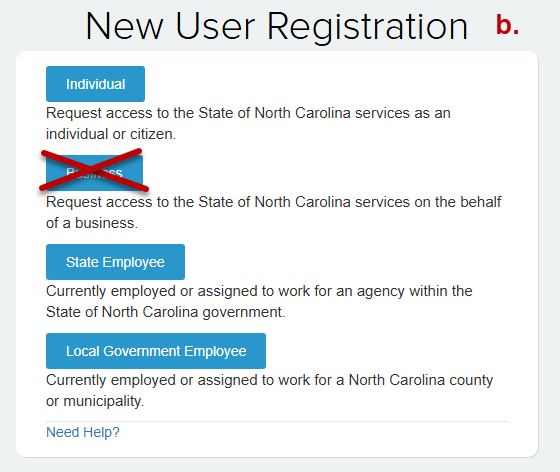 New User Registration b.
Individual
Request access to the State of North Carolina services as an
individual or citizen.
Business
Request access to the State of North Carolina services on the behalf
of a business.
State Employee
Currently employed or assigned to work for an agency within the
State of North Carolina government.
Local Government Employee
Currently employed or assigned to work for a North Carolina county
or municipality.
Need Help?